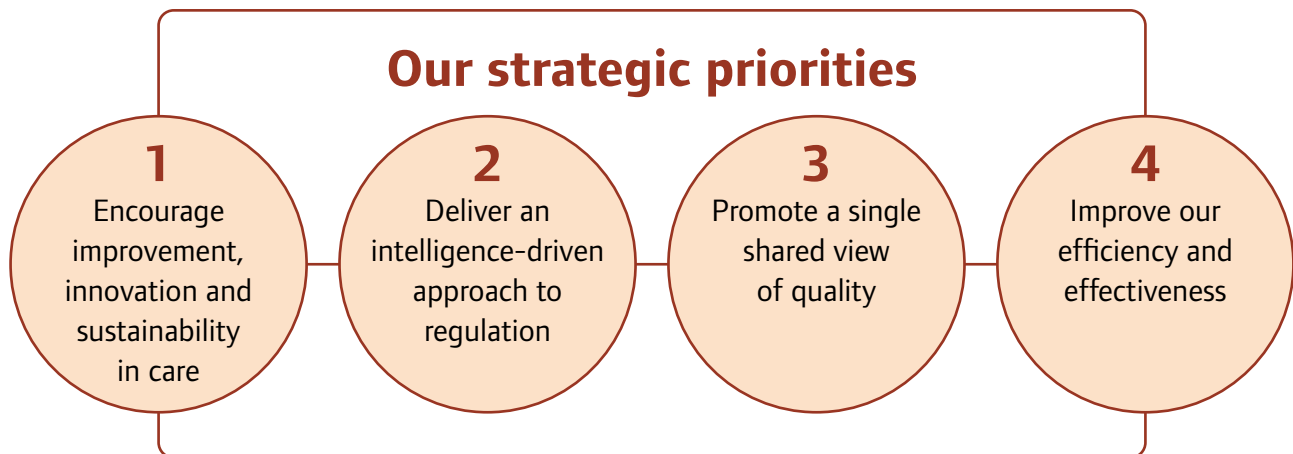 Our strategic priorities
1
Encourage
improvement,
innovation and
sustainability
in care
2
Deliver an
intelligence-driven
approach to
regulation
3
Promote a single
shared view
of quality
4
Improve our
efficiency and
effectiveness